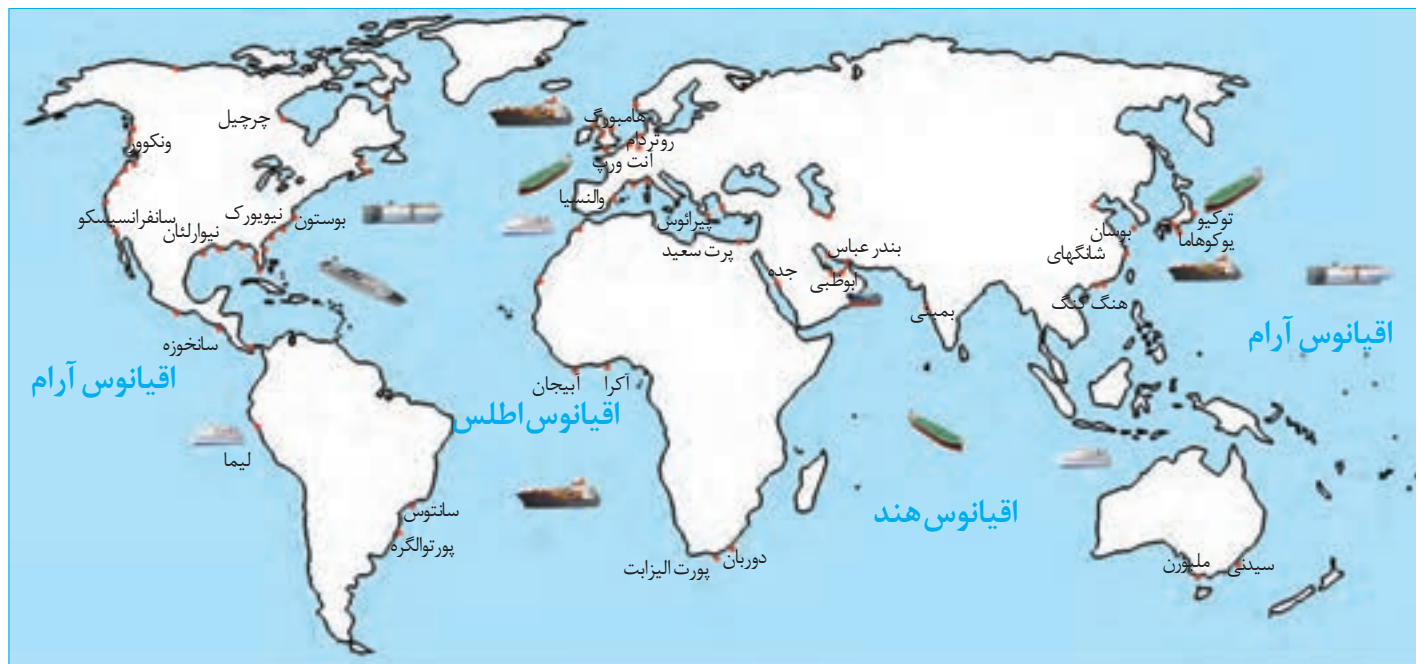 چرچیل
ونکوور
سانفرانسیسکو
نیویورک
بوستون
نیوارلئان
سانخوزه
اقیانوس آرام
لیما
سانتوس
پورتوالگره
هامبورگ
روتردام
انت ورپ
والنسیا
پیرائوس
پرت سعید
جده
بندر عباس
ابوظبی
بمبئی
آبیجان
آکرا
اقیانوس اطلس
پورت الیزابت
دوربان
اقیانوس هند
توکیو
یوکوهاما
بوسان
شانگهای
هنگ کنگ
اقیانوس آرام
ملبورن
سیدنی